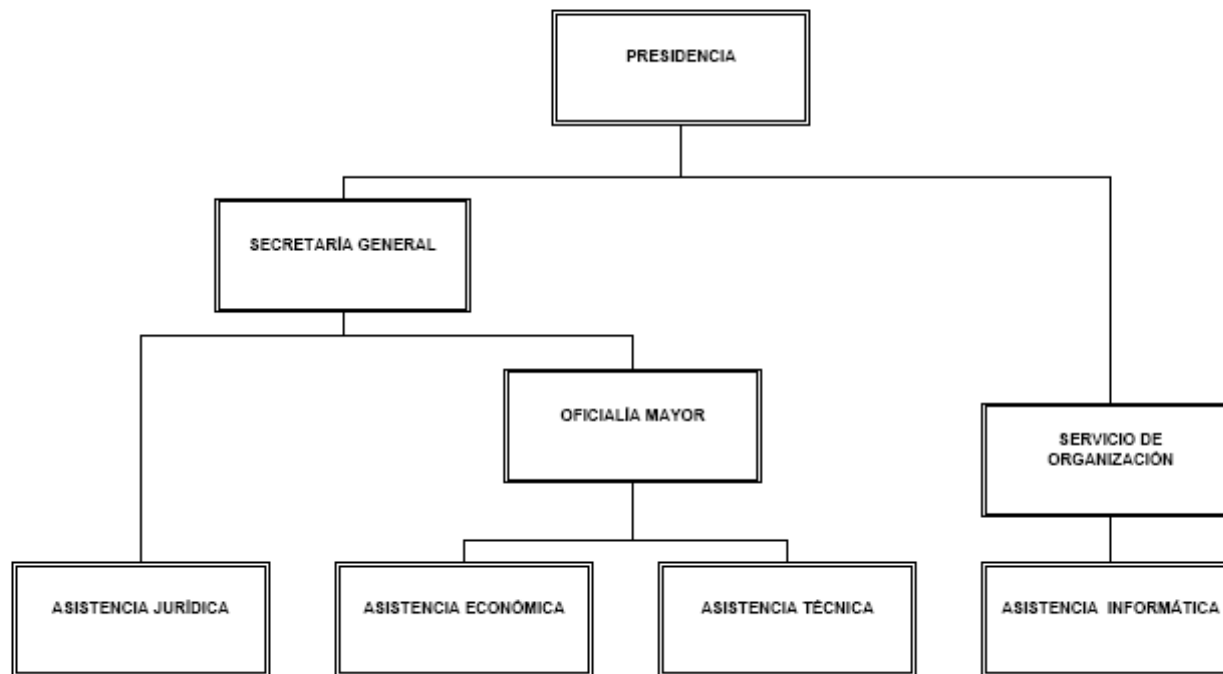 PRESIDENCIA
SECRETARÍA GENERAL
OFICIALÍA MAYOR
SERVICIO DE
ORGANIZACIÓN
ASISTENCIA JURÍDICA
ASISTENCIA ECONÓMICA
ASISTENCIA TÉCNICA
ASISTENCIA INFORMÁTICA